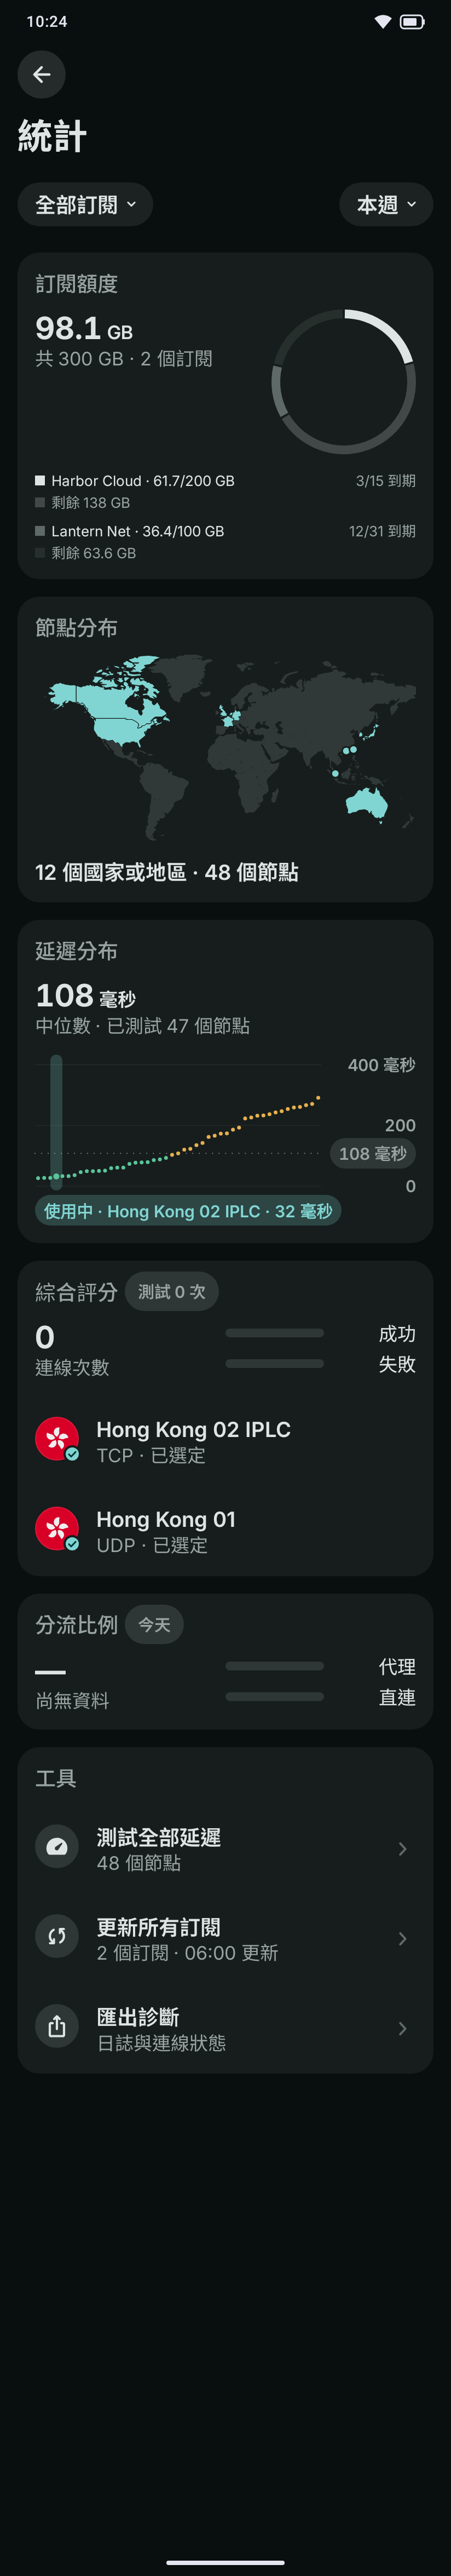 10:24
統計
全部訂閱
本週
訂閱額度
98.1 GB
共 300 GB · 2 個訂閱
Harbor Cloud · 61.7/200 GB
3/15 到期
剩餘 138 GB
Lantern Net · 36.4/100 GB
12/31 到期
剩餘 63.6 GB
節點分布
12 個國家或地區 · 48 個節點
延遲分布
108 毫秒
中位數 · 已測試 47 個節點
400 毫秒
200
108 毫秒
0
使用中 · Hong Kong 02 IPLC · 32 毫秒
綜合評分
測試 0 次
0
連線次數
成功
失敗
Hong Kong 02 IPLC
TCP · 已選定
Hong Kong 01
UDP · 已選定
分流比例
今天
—
尚無資料
代理
直連
工具
測試全部延遲
48 個節點
更新所有訂閱
2 個訂閱 · 06:00 更新
匯出診斷
日誌與連線狀態